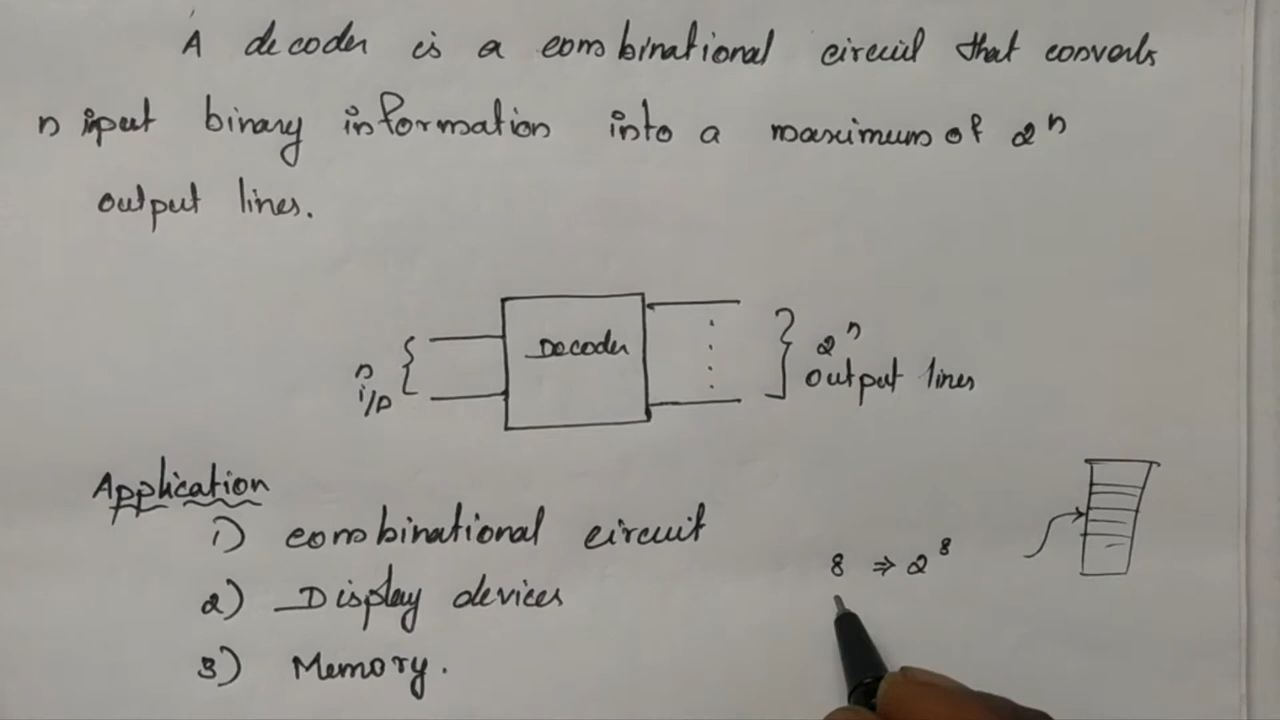 A decoder is a combinational circuit that converts
n iput binary information into a maximum of 2^n
output lines.
Decoder
n
i/p
2^n
output lines
Application
1) combinational circuit
2) Display devices
3) Memory.
8 ⇒ 2^8